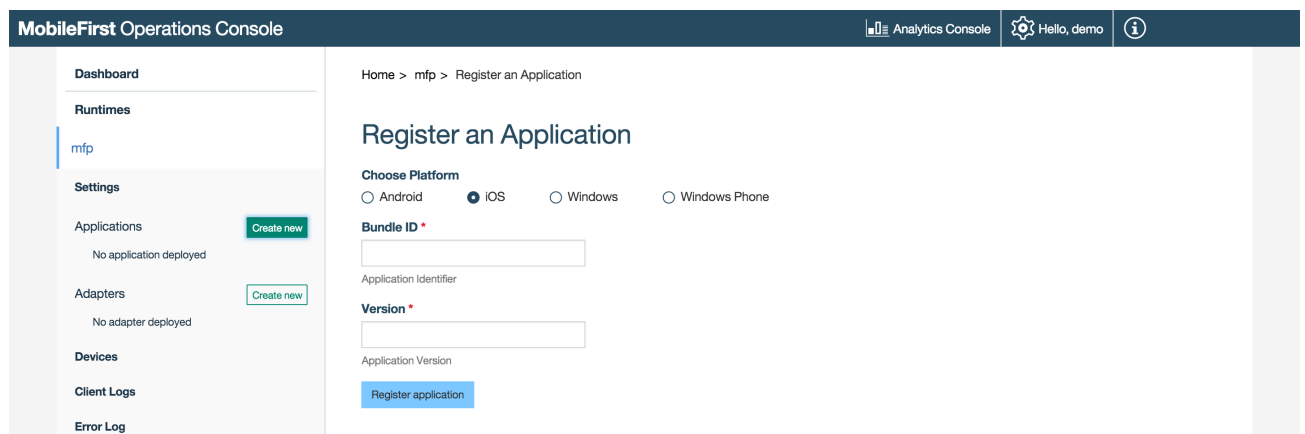 MobileFirst Operations Console
Analytics Console
Hello, demo
Dashboard
Runtimes
mfp
Settings
Applications
Create new
No application deployed
Adapters
Create new
No adapter deployed
Devices
Client Logs
Error Log
Home > mfp > Register an Application
Register an Application
Choose Platform
Android iOS Windows Windows Phone
Bundle ID *
Application Identifier
Version *
Application Version
Register application